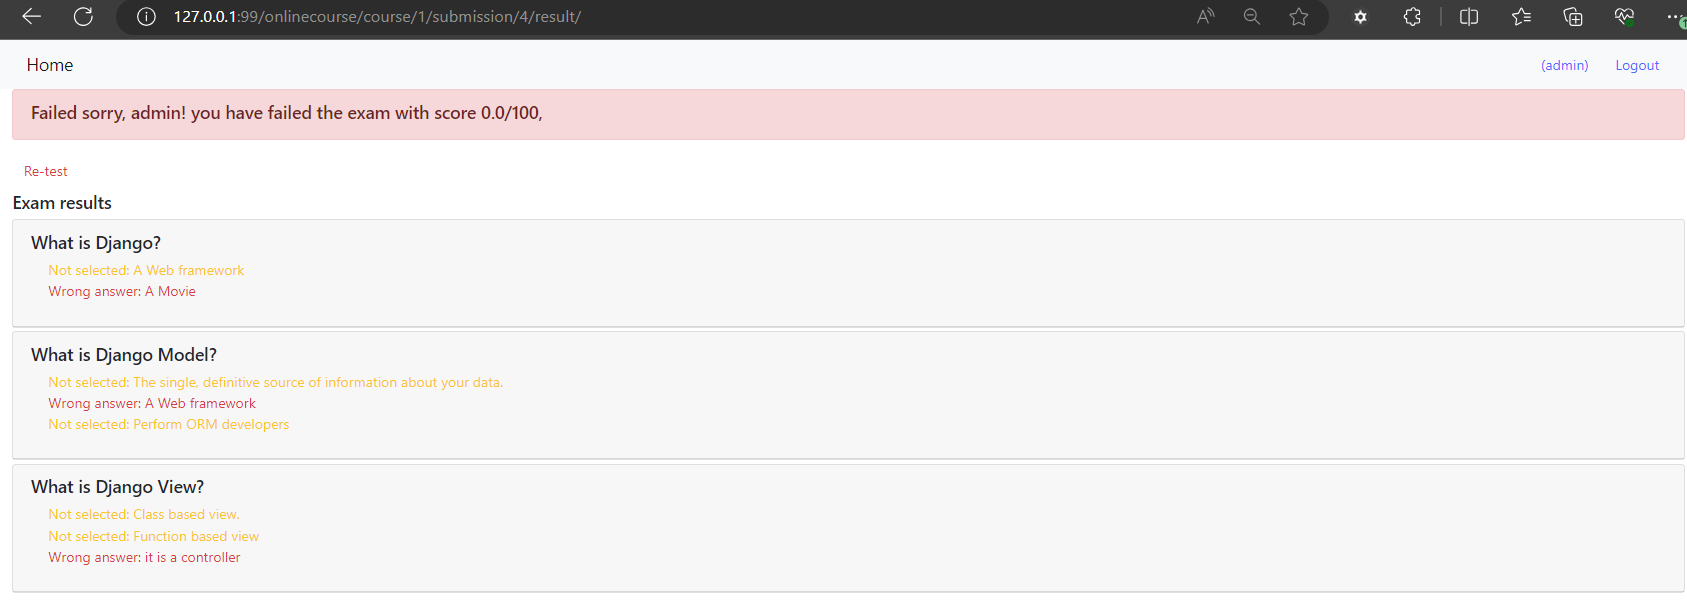 127.0.0.1:99/onlinecourse/course/1/submission/4/result/
Home (admin) Logout
Failed sorry, admin! you have failed the exam with score 0.0/100,
Re-test
Exam results
What is Django?
Not selected: A Web framework
Wrong answer: A Movie
What is Django Model?
Not selected: The single, definitive source of information about your data.
Wrong answer: A Web framework
Not selected: Perform ORM developers
What is Django View?
Not selected: Class based view.
Not selected: Function based view
Wrong answer: it is a controller